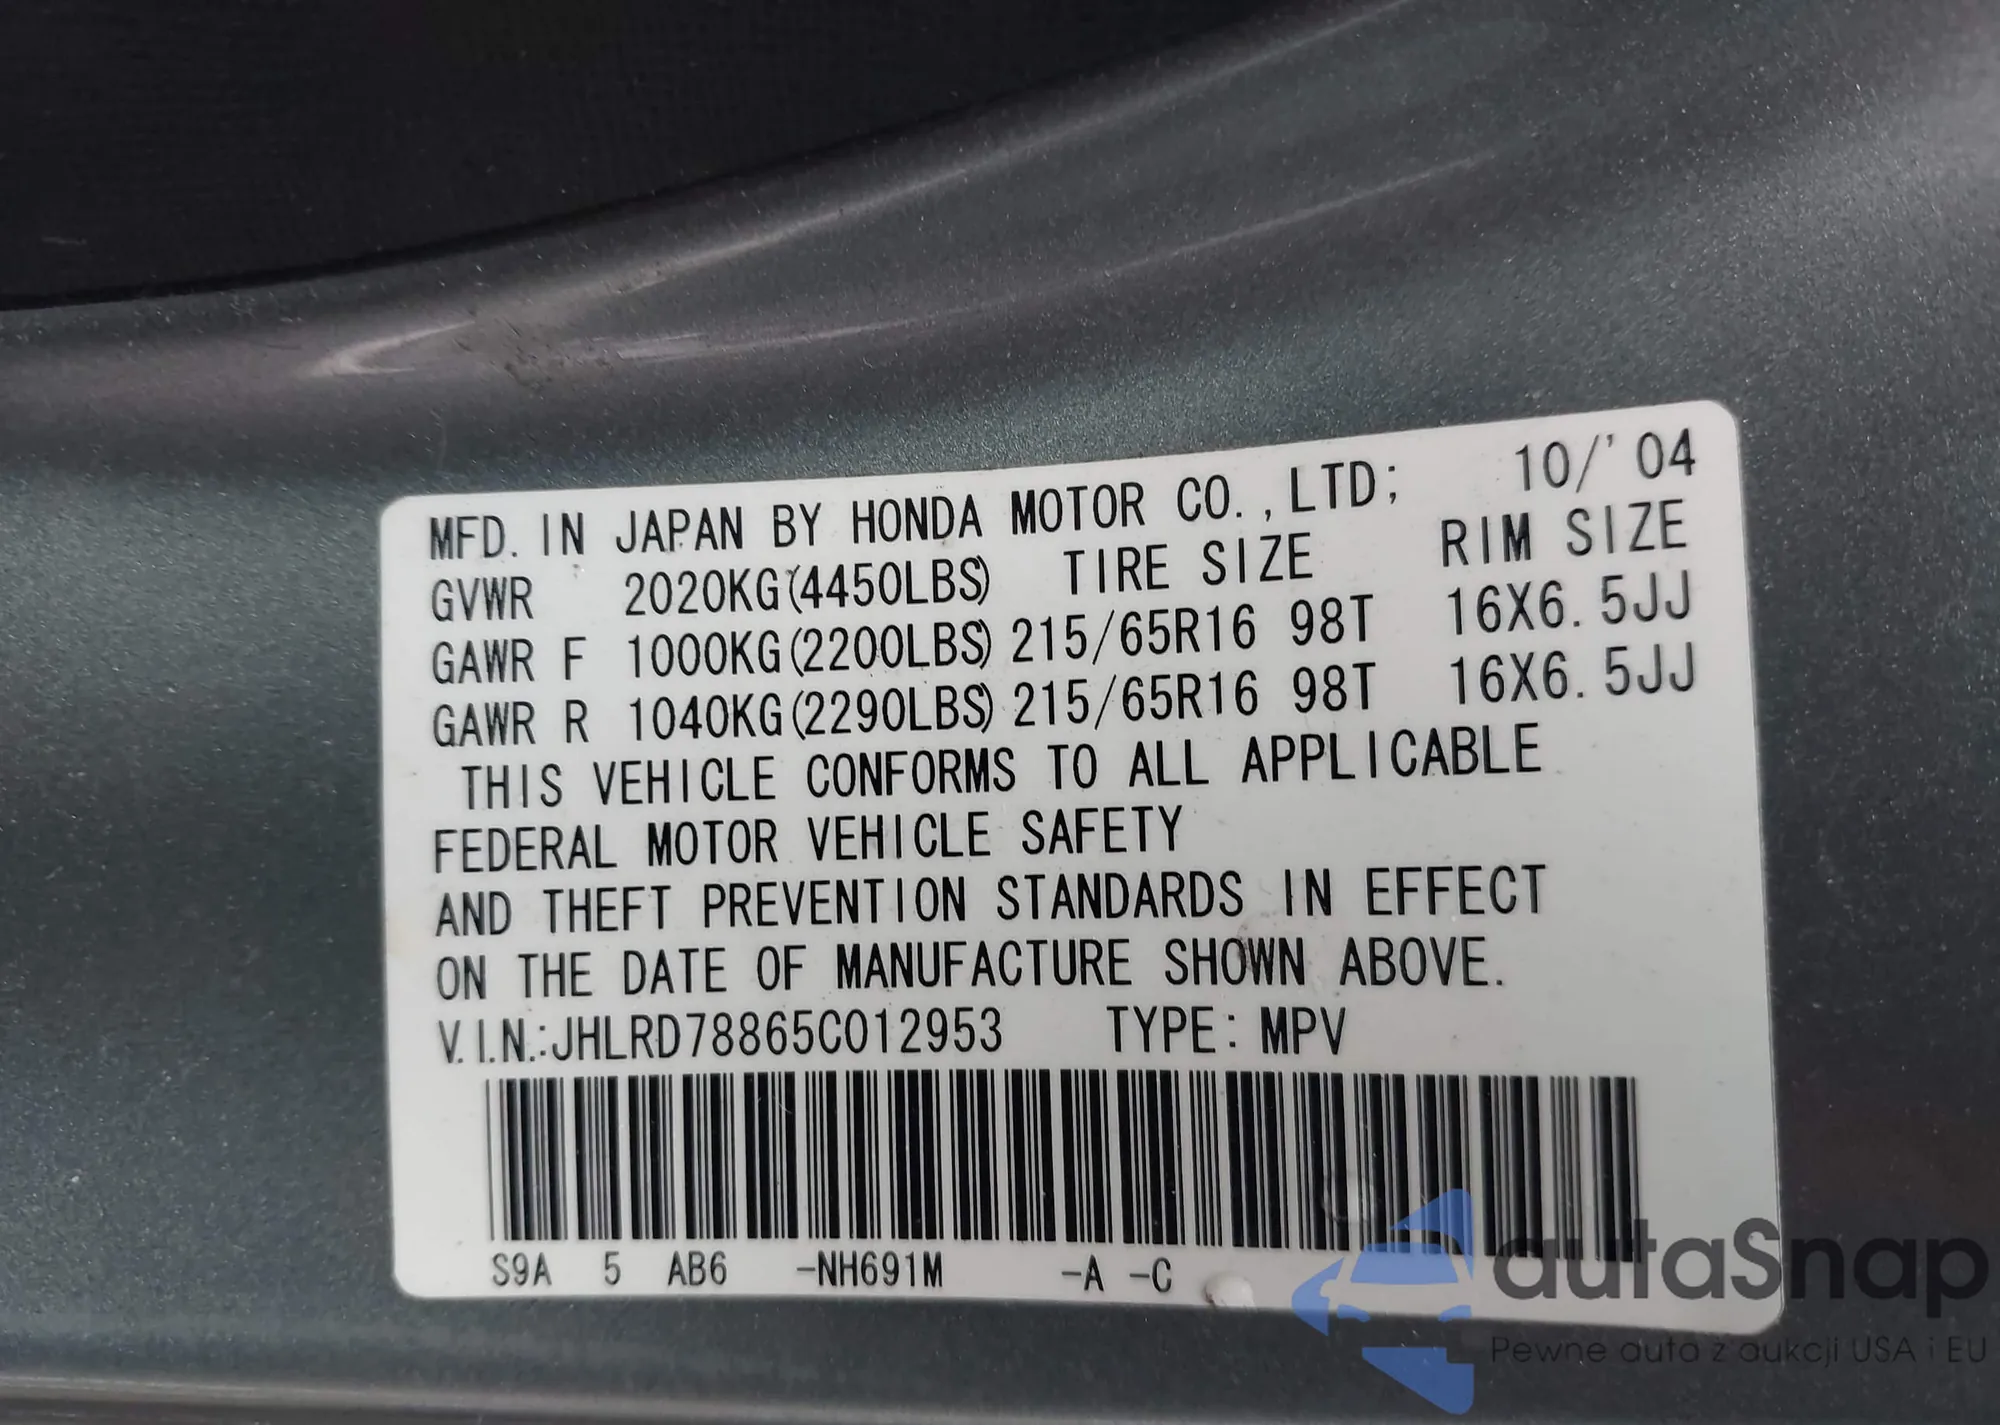 MFD. IN JAPAN BY HONDA MOTOR CO.,LTD; 10/'04
GVWR 2020KG(4450LBS) TIRE SIZE RIM SIZE
GAWR F 1000KG(2200LBS) 215/65R16 98T 16X6.5JJ
GAWR R 1040KG(2290LBS) 215/65R16 98T 16X6.5JJ
THIS VEHICLE CONFORMS TO ALL APPLICABLE
FEDERAL MOTOR VEHICLE SAFETY
AND THEFT PREVENTION STANDARDS IN EFFECT
ON THE DATE OF MANUFACTURE SHOWN ABOVE.
V.I.N.:JHLRD78865C012953 TYPE: MPV
S9A 5 AB6 -NH691M -A -C
autaSnap
Pewne auta z aukcji USA i EU